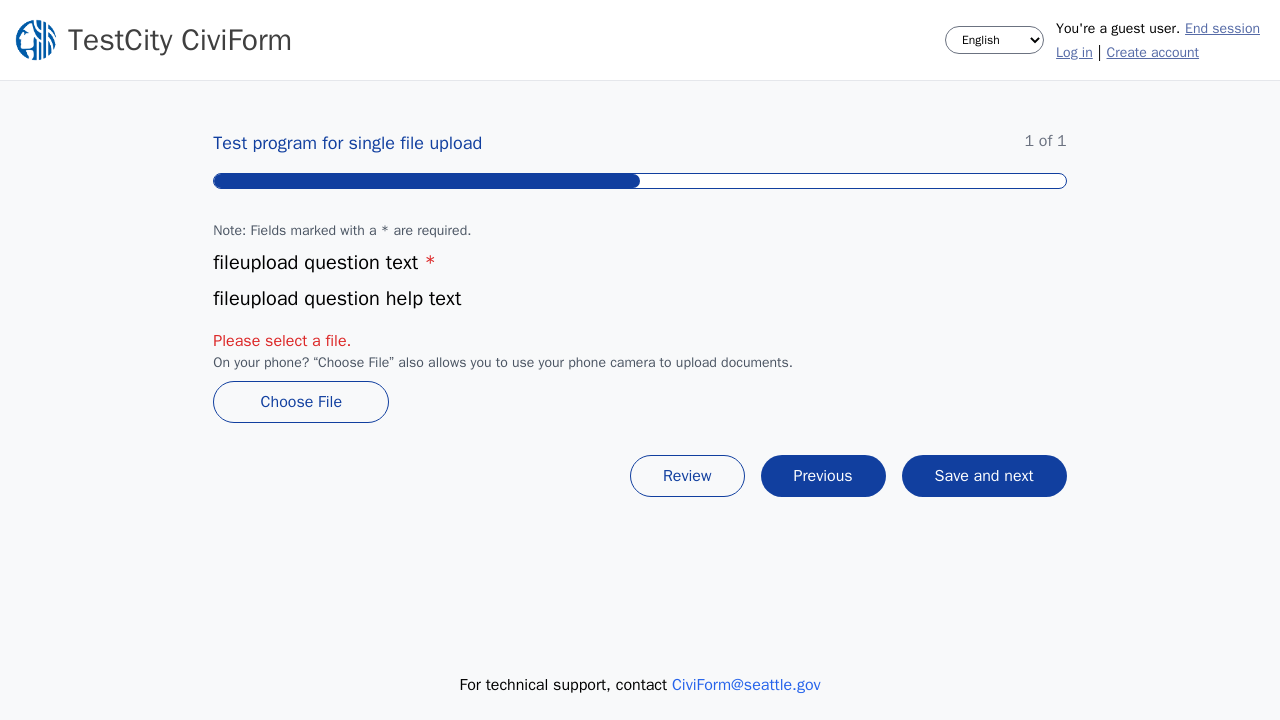 TestCity CiviForm
English
You're a guest user. End session
Log in | Create account
Test program for single file upload
1 of 1
Note: Fields marked with a * are required.
fileupload question text *
fileupload question help text
Please select a file.
On your phone? “Choose File” also allows you to use your phone camera to upload documents.
Choose File
Review
Previous
Save and next
For technical support, contact CiviForm@seattle.gov